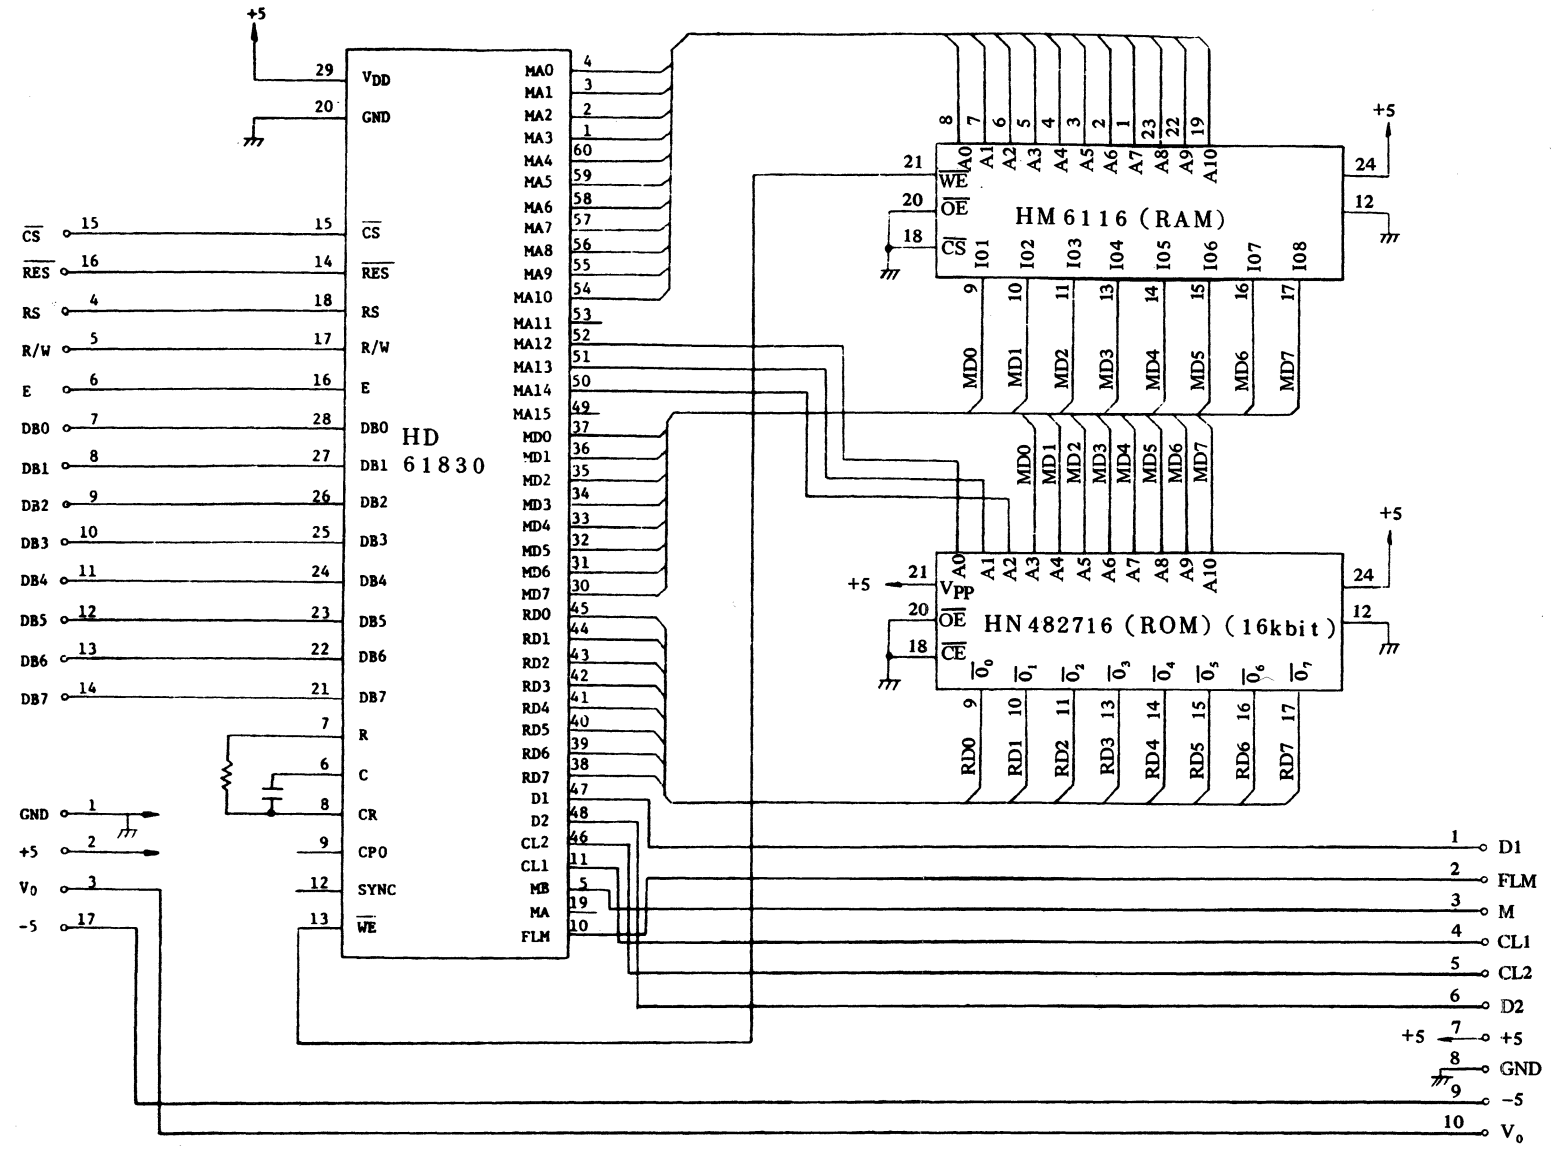 +5
29 VDD
20 GND
CS 15 15 CS
RES 16 14 RES
RS 4 18 RS
R/W 5 17 R/W
E 6 16 E
DB0 7 28 DB0
DB1 8 27 DB1
DB2 9 26 DB2
DB3 10 25 DB3
DB4 11 24 DB4
DB5 12 23 DB5
DB6 13 22 DB6
DB7 14 21 DB7
7 R
6 C
GND 1 8 CR
+5 2 9 CPO
V0 3 12 SYNC
-5 17 13 WE
HD
61830
MA0 4
MA1 3
MA2 2
MA3 1
MA4 60
MA5 59
MA6 58
MA7 57
MA8 56
MA9 55
MA10 54
MA11 53
MA12 52
MA13 51
MA14 50
MA15 49
MD0 37
MD1 36
MD2 35
MD3 34
MD4 33
MD5 32
MD6 31
MD7 30
RD0 45
RD1 44
RD2 43
RD3 42
RD4 41
RD5 40
RD6 39
RD7 38
D1 47
D2 48
CL2 46
CL1 11
MB 5
MA 19
FLM 10
8 7 6 5 4 3 2 1 23 22 19
A0 A1 A2 A3 A4 A5 A6 A7 A8 A9 A10
+5
24
12
21 WE
20 OE
18 CS
HM6116 (RAM)
IO1 IO2 IO3 IO4 IO5 IO6 IO7 IO8
9 10 11 13 14 15 16 17
MD0 MD1 MD2 MD3 MD4 MD5 MD6 MD7
MD0 MD1 MD2 MD3 MD4 MD5 MD6 MD7
A0 A1 A2 A3 A4 A5 A6 A7 A8 A9 A10
+5
24
12
+5 21 VPP
20 OE
18 CE
HN482716 (ROM) (16kbit)
O0 O1 O2 O3 O4 O5 O6 O7
9 10 11 13 14 15 16 17
RD0 RD1 RD2 RD3 RD4 RD5 RD6 RD7
1 D1
2 FLM
3 M
4 CL1
5 CL2
6 D2
+5 7 +5
8 GND
9 -5
10 V0